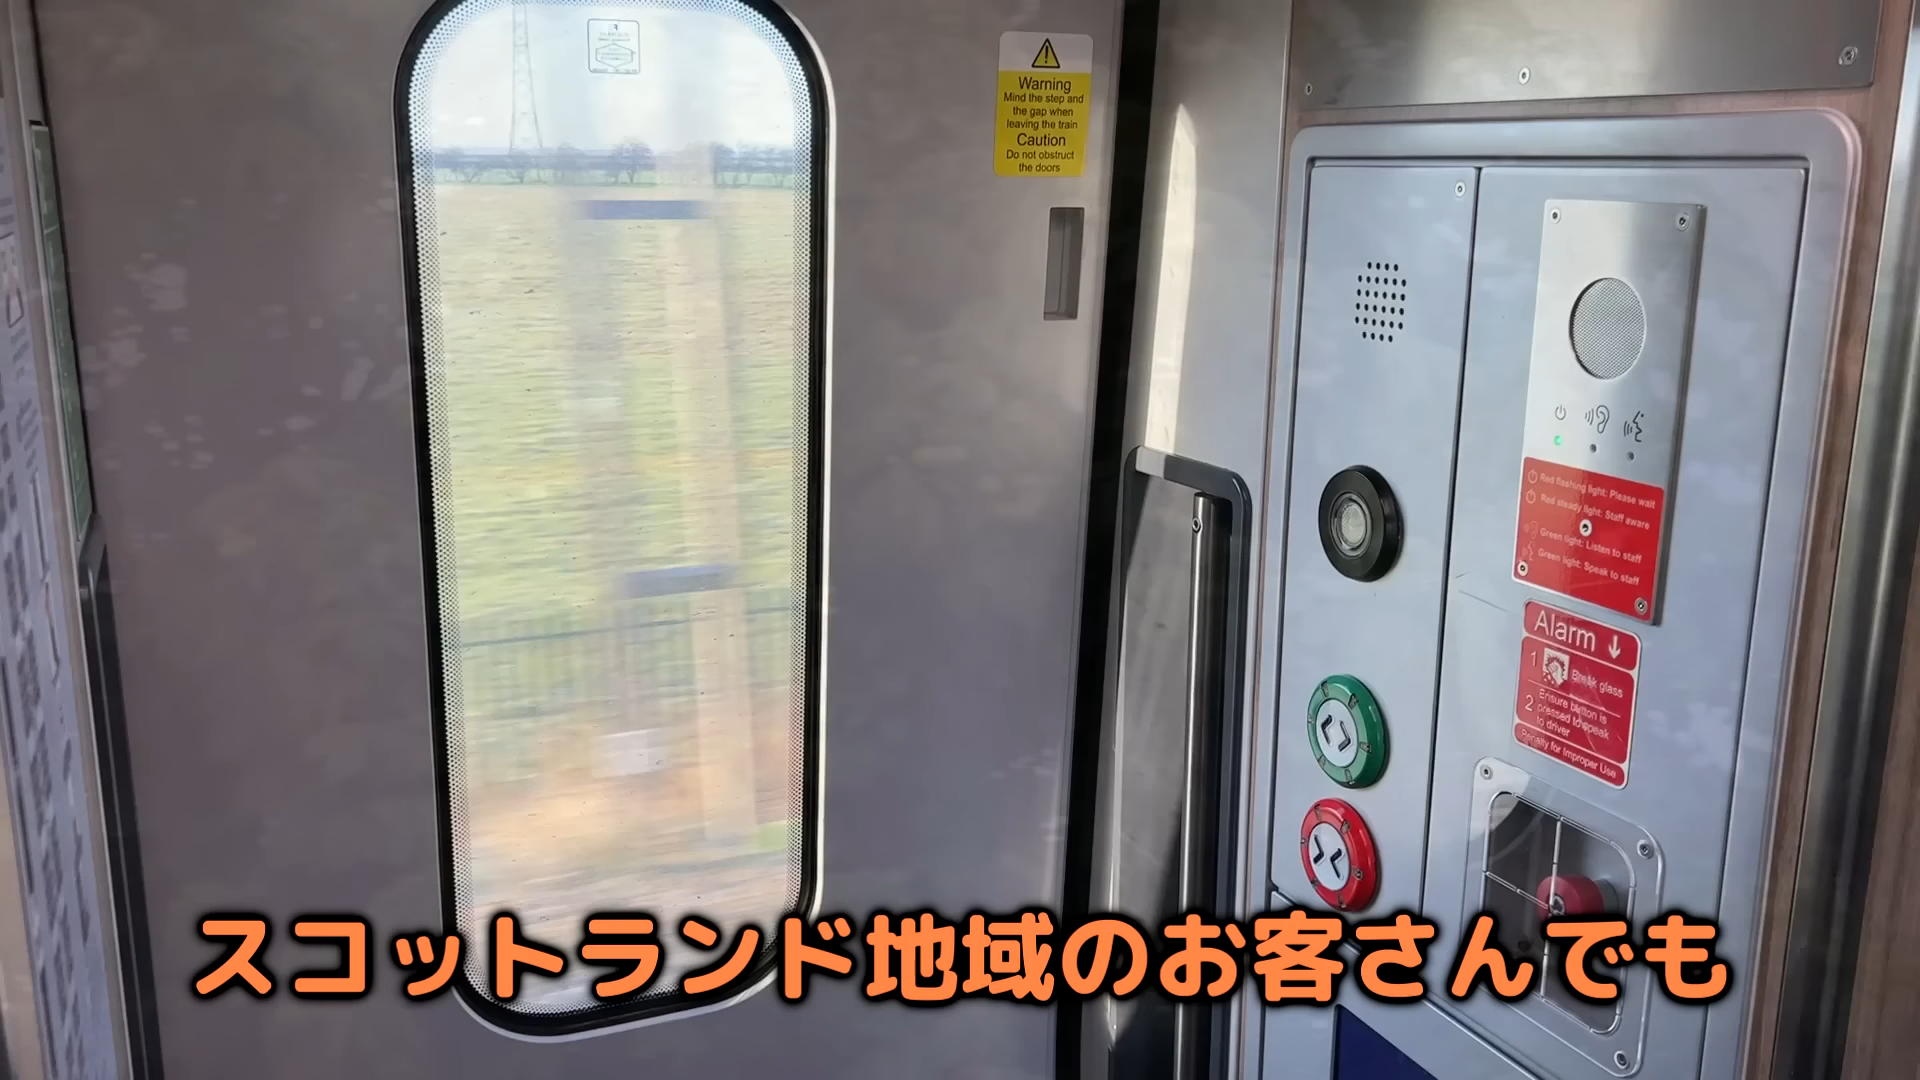 Warning
Mind the step and
the gap when
leaving the train
Caution
Do not obstruct
the doors
Red flashing light: Please wait
Red steady light: Staff aware
Green light: Listen to staff
Green light: Speak to staff
Alarm
1 Break glass
2 Ensure button is
pressed to speak
to driver
Penalty for Improper Use
スコットランド地域のお客さんでも